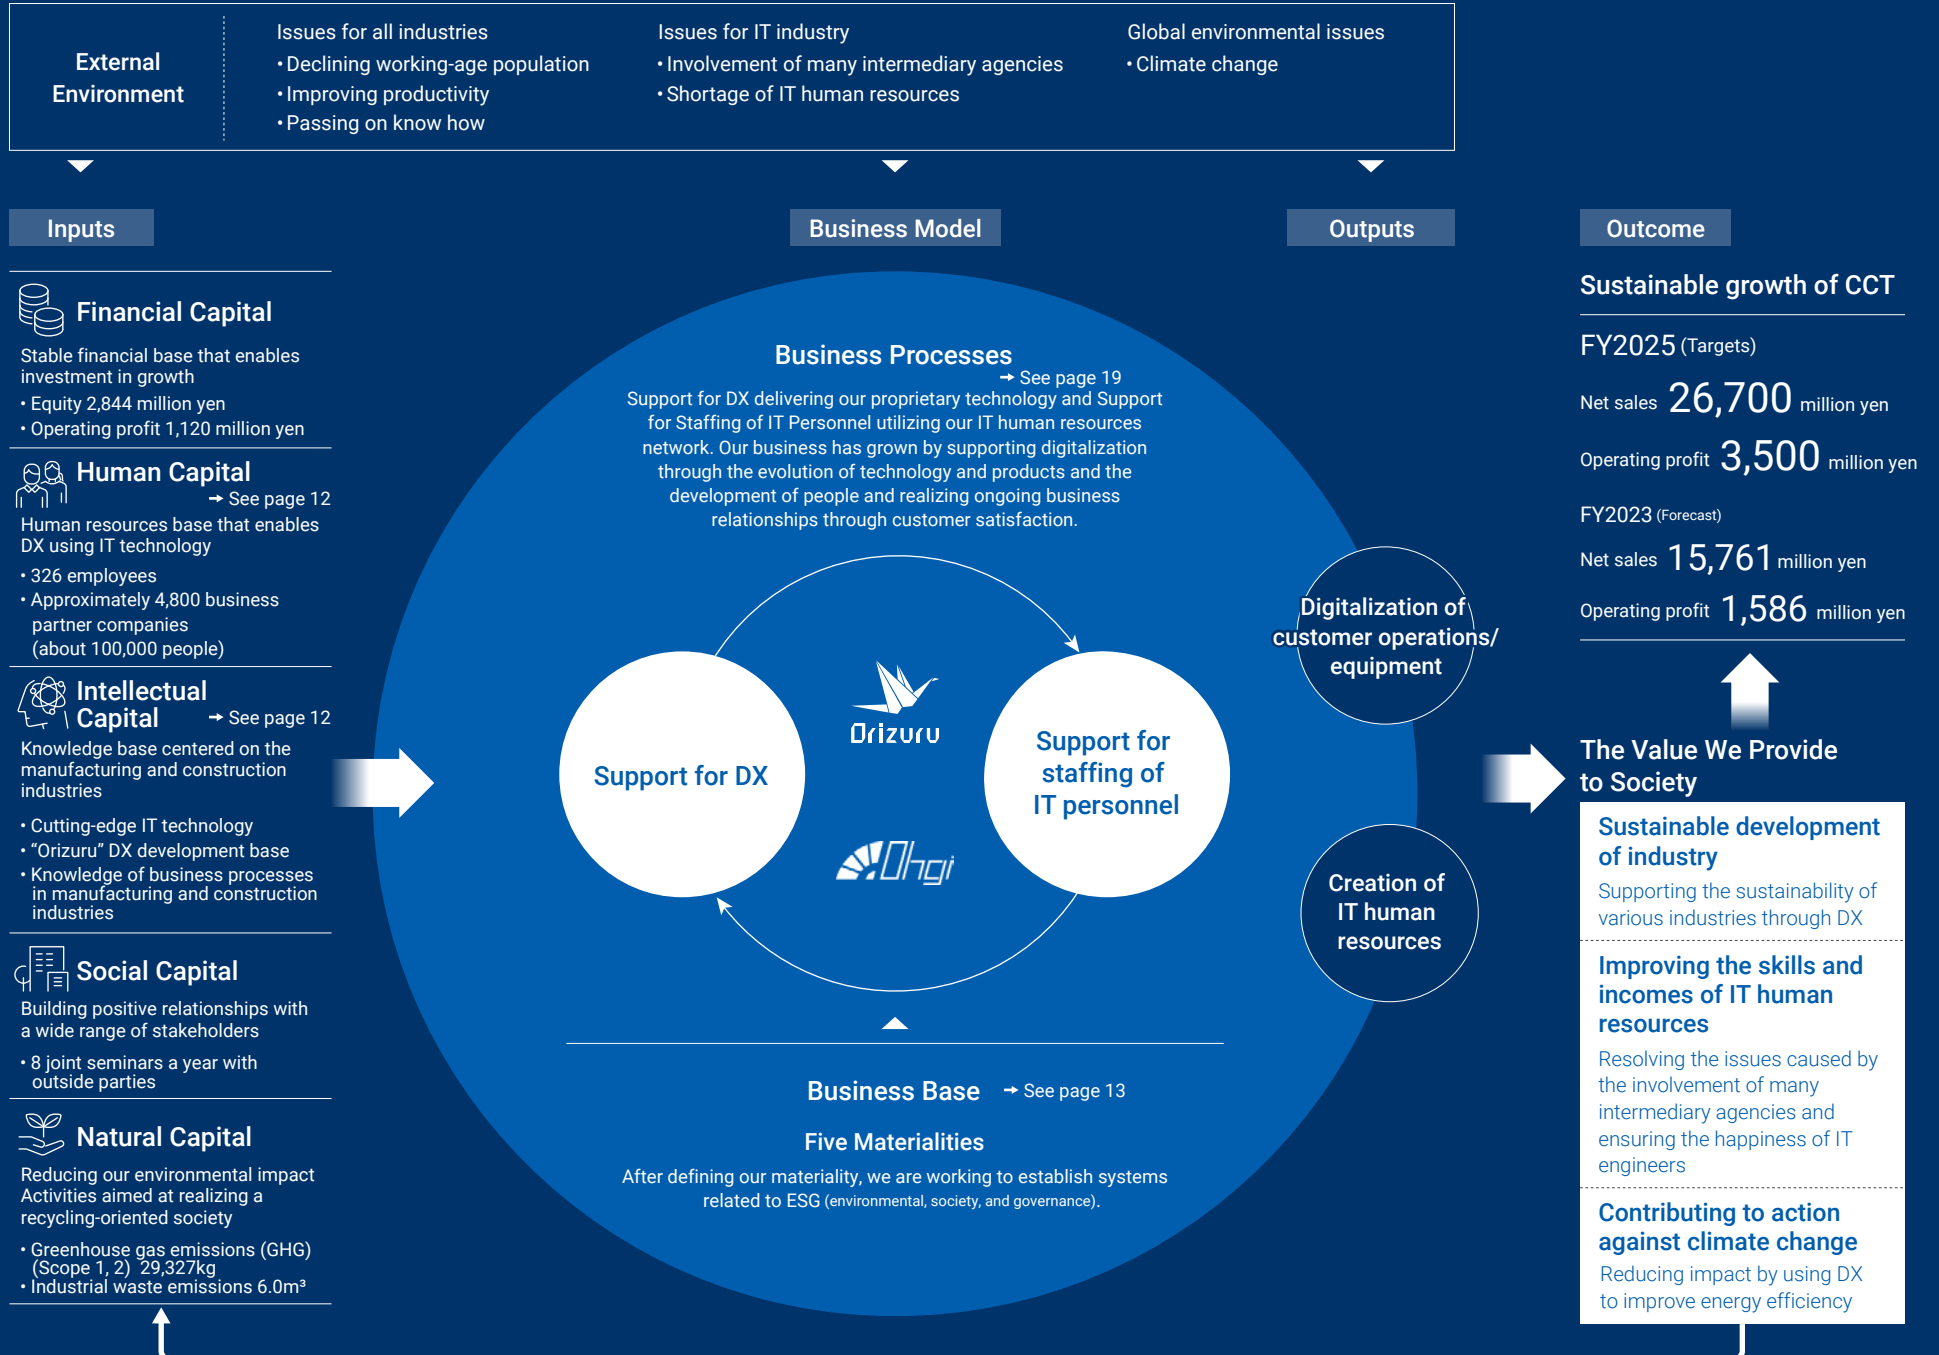 External
Environment
Issues for all industries
・Declining working-age population
・Improving productivity
・Passing on know how
Issues for IT industry
・Involvement of many intermediary agencies
・Shortage of IT human resources
Global environmental issues
・Climate change
Inputs
Financial Capital
Stable financial base that enables
investment in growth
・Equity 2,844 million yen
・Operating profit 1,120 million yen
Human Capital
→ See page 12
Human resources base that enables
DX using IT technology
・326 employees
・Approximately 4,800 business
partner companies
(about 100,000 people)
Intellectual
Capital → See page 12
Knowledge base centered on the
manufacturing and construction
industries
・Cutting-edge IT technology
・“Orizuru” DX development base
・Knowledge of business processes
in manufacturing and construction
industries
Social Capital
Building positive relationships with
a wide range of stakeholders
・8 joint seminars a year with
outside parties
Natural Capital
Reducing our environmental impact
Activities aimed at realizing a
recycling-oriented society
・Greenhouse gas emissions (GHG)
(Scope 1, 2) 29,327kg
・Industrial waste emissions 6.0m³
Business Model
Business Processes
→ See page 19
Support for DX delivering our proprietary technology and Support
for Staffing of IT Personnel utilizing our IT human resources
network. Our business has grown by supporting digitalization
through the evolution of technology and products and the
development of people and realizing ongoing business
relationships through customer satisfaction.
Support for DX
Orizuru
Ohgi
Support for
staffing of
IT personnel
Business Base → See page 13
Five Materialities
After defining our materiality, we are working to establish systems
related to ESG (environmental, society, and governance).
Outputs
Digitalization of
customer operations/
equipment
Creation of
IT human
resources
Outcome
Sustainable growth of CCT
FY2025 (Targets)
Net sales 26,700 million yen
Operating profit 3,500 million yen
FY2023 (Forecast)
Net sales 15,761 million yen
Operating profit 1,586 million yen
The Value We Provide
to Society
Sustainable development
of industry
Supporting the sustainability of
various industries through DX
Improving the skills and
incomes of IT human
resources
Resolving the issues caused by
the involvement of many
intermediary agencies and
ensuring the happiness of IT
engineers
Contributing to action
against climate change
Reducing impact by using DX
to improve energy efficiency